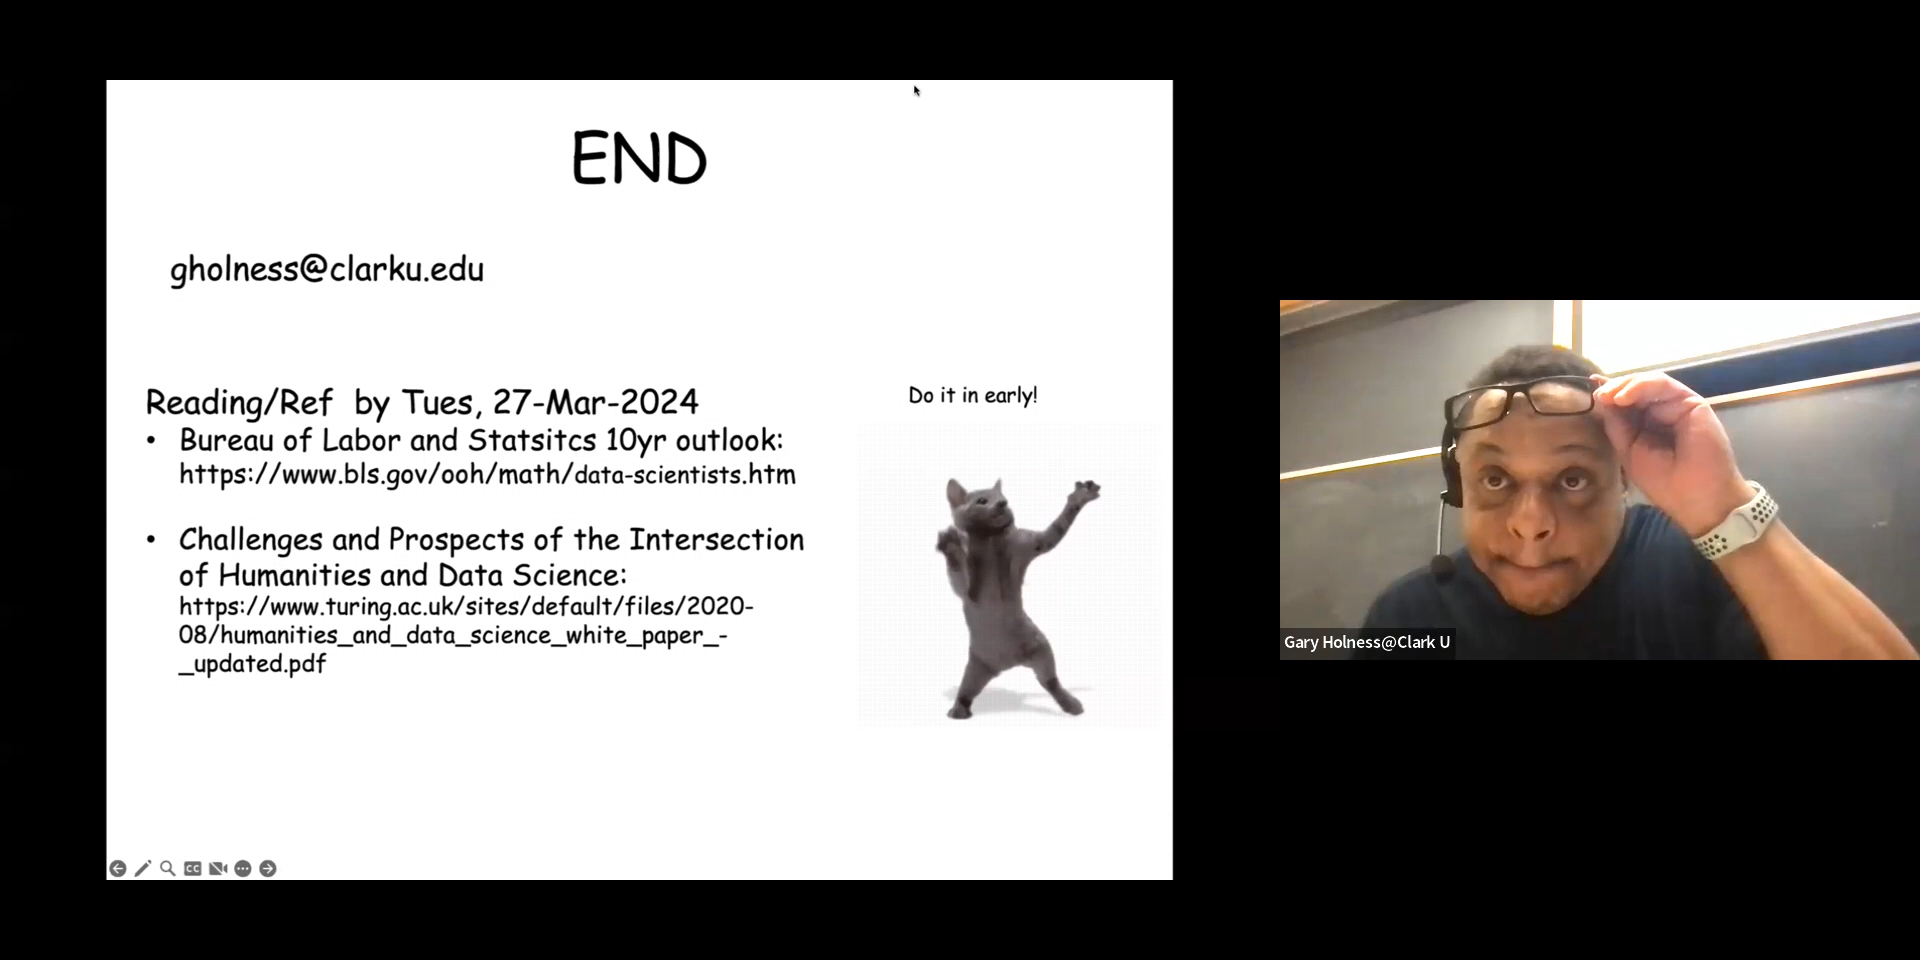 END
gholness@clarku.edu
Reading/Ref by Tues, 27-Mar-2024
• Bureau of Labor and Statsitcs 10yr outlook:
https://www.bls.gov/ooh/math/data-scientists.htm
• Challenges and Prospects of the Intersection
of Humanities and Data Science:
https://www.turing.ac.uk/sites/default/files/2020-
08/humanities_and_data_science_white_paper_-
_updated.pdf
Do it in early!
CC
Gary Holness@Clark U